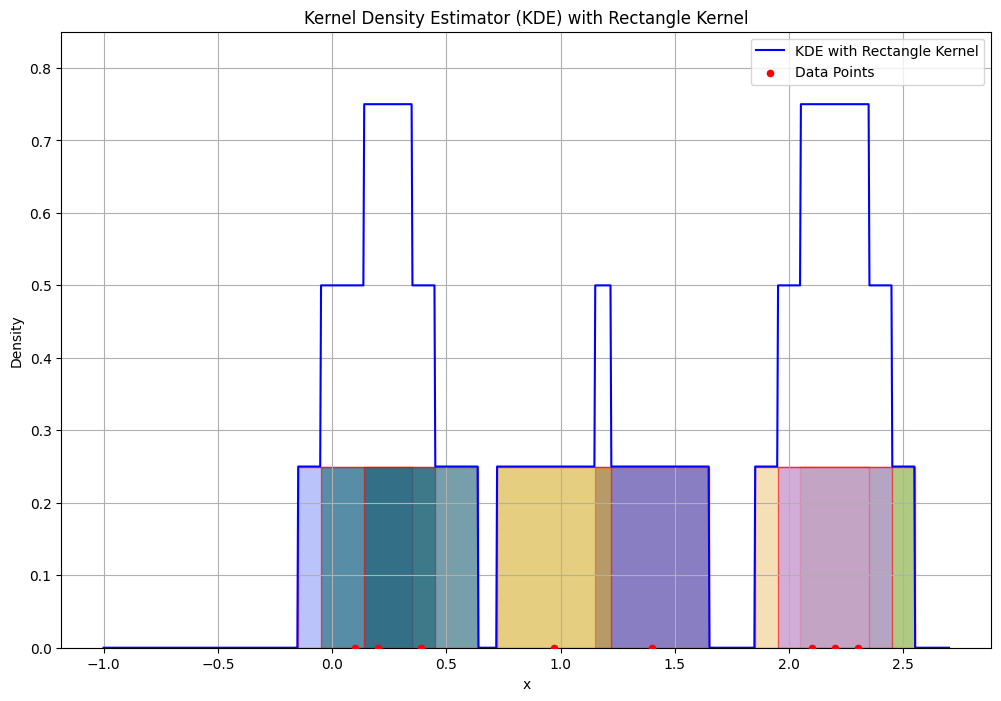 Kernel Density Estimator (KDE) with Rectangle Kernel
KDE with Rectangle Kernel
Data Points
0.8
0.7
0.6
0.5
0.4
0.3
0.2
0.1
0.0
Density
−1.0 −0.5 0.0 0.5 1.0 1.5 2.0 2.5
x